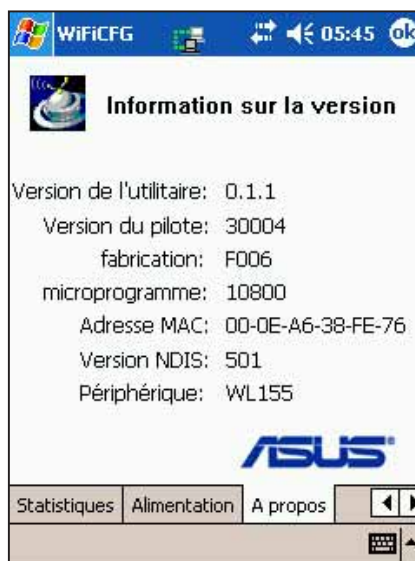 WiFiCFG 05:45 ok
Information sur la version
Version de l'utilitaire: 0.1.1
Version du pilote: 30004
fabrication: F006
microprogramme: 10800
Adresse MAC: 00-0E-A6-38-FE-76
Version NDIS: 501
Périphérique: WL155
ASUS
Statistiques Alimentation A propos